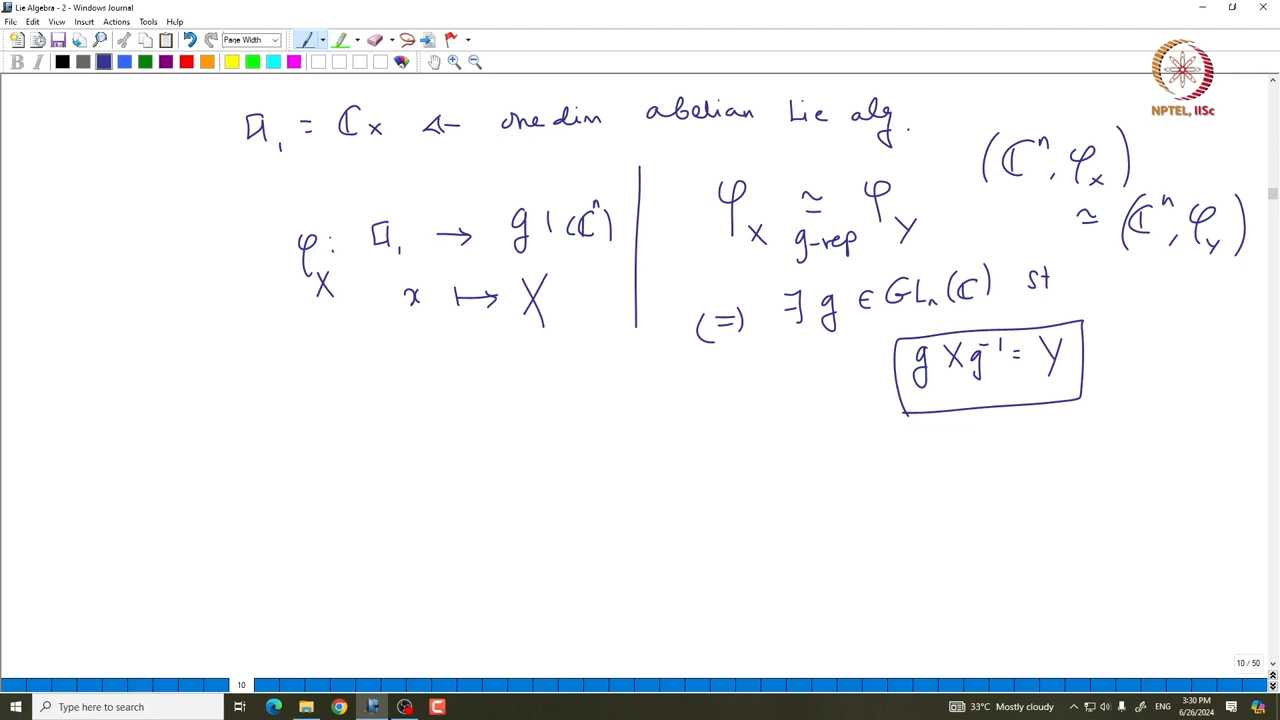 Lie Algebra - 2 - Windows Journal
File Edit View Insert Actions Tools Help
Page Width
B I
NPTEL, IISc
𝔞₁ = ℂx ← one dim abelian Lie alg.
φ_X : 𝔞₁ → gl(ℂⁿ)
x ↦ X
φ_X ≃ φ_Y
g-rep
(ℂⁿ, φ_X)
≃ (ℂⁿ, φ_Y)
(=) ∃ g ∈ GLₙ(ℂ) st
g X g⁻¹ = Y
10 / 50
10
Type here to search
33°C Mostly cloudy
ENG
3:30 PM
6/26/2024